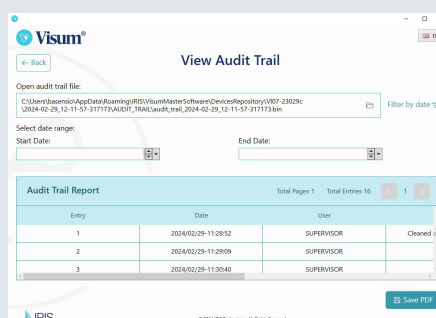 Visum®
← Back
View Audit Trail
Open audit trail file:
C:\Users\basensio\AppData\Roaming\IRIS\VisumMasterSoftware\DevicesRepository\VI07-23029c
\2024-02-29_12-11-57-317173\AUDIT_TRAIL\audit_trail_2024-02-29_12-11-57-317173.bin
Filter by date
Select date range:
Start Date:
End Date:
Audit Trail Report
Total Pages 1
Total Entries 16
< 1 >
Entry
Date
User
1
2024/02/29-11:28:52
SUPERVISOR
Cleaned
2
2024/02/29-11:29:09
SUPERVISOR
3
2024/02/29-11:30:40
SUPERVISOR
Save PDF
IRIS